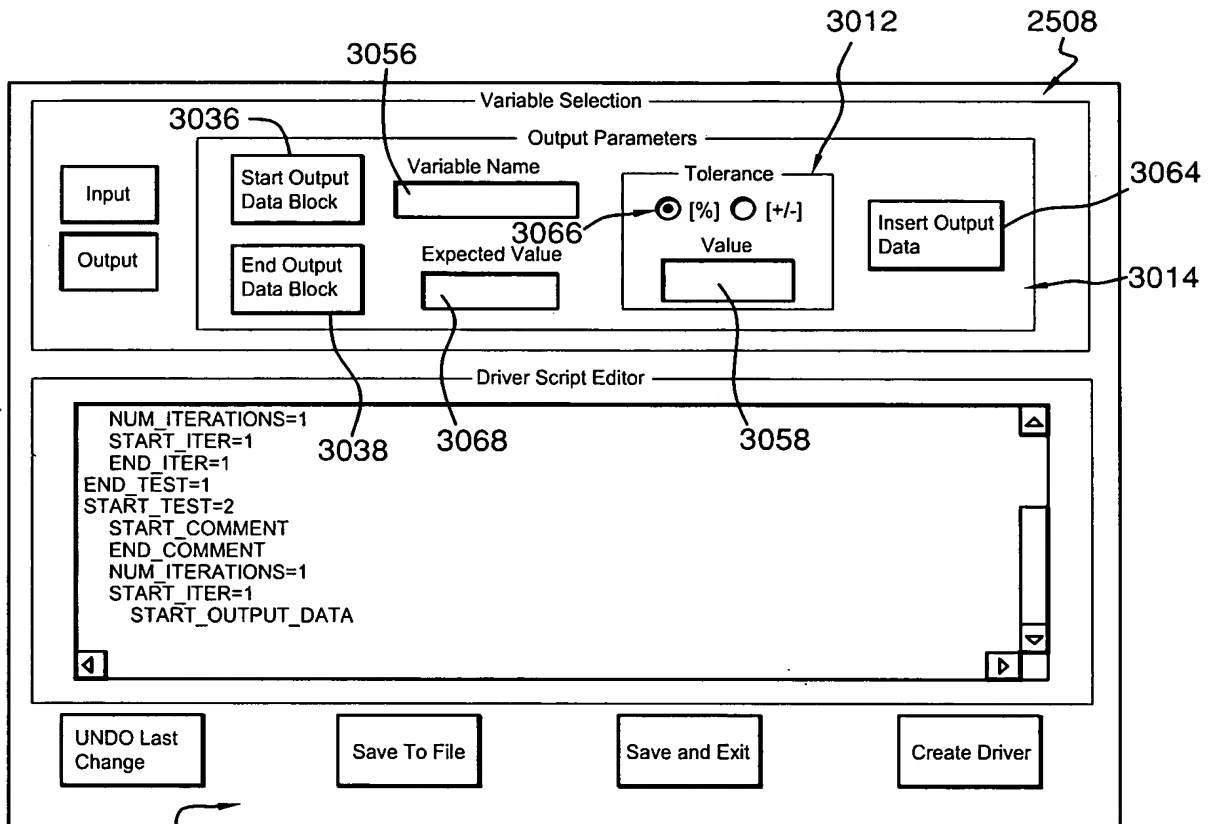 3012
2508
3056
Variable Selection
3036
Output Parameters
Start Output
Data Block
Variable Name
Tolerance
3064
Input
[%] [+/-]
Insert Output
Data
3066
Value
Output
End Output
Data Block
Expected Value
3014
Driver Script Editor
NUM_ITERATIONS=1
START_ITER=1
END_ITER=1
3038
3068
3058
END_TEST=1
START_TEST=2
START_COMMENT
END_COMMENT
NUM_ITERATIONS=1
START_ITER=1
START_OUTPUT_DATA
UNDO Last
Change
Save To File
Save and Exit
Create Driver